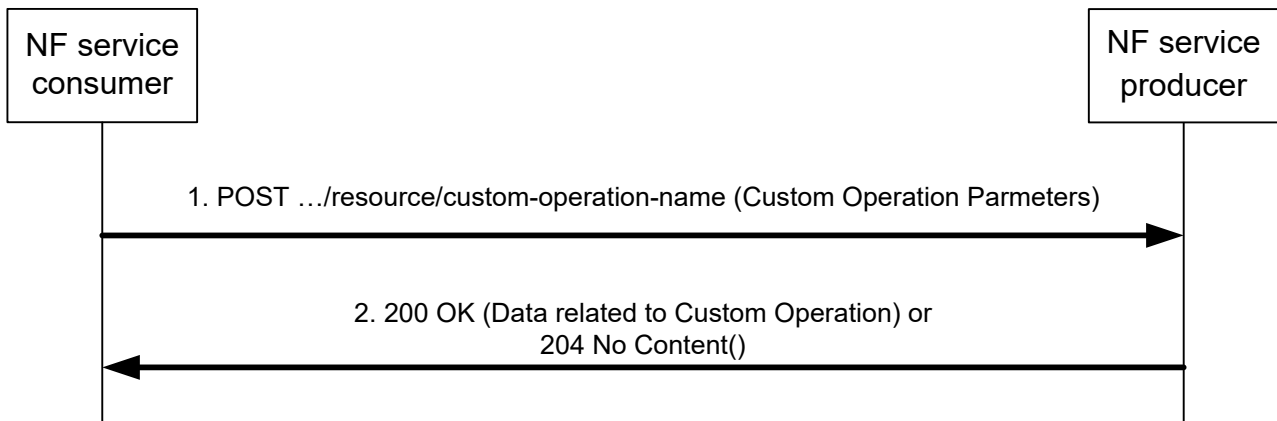 NF service
consumer
NF service
producer
1. POST …/resource/custom-operation-name (Custom Operation Parmeters)
2. 200 OK (Data related to Custom Operation) or
204 No Content()